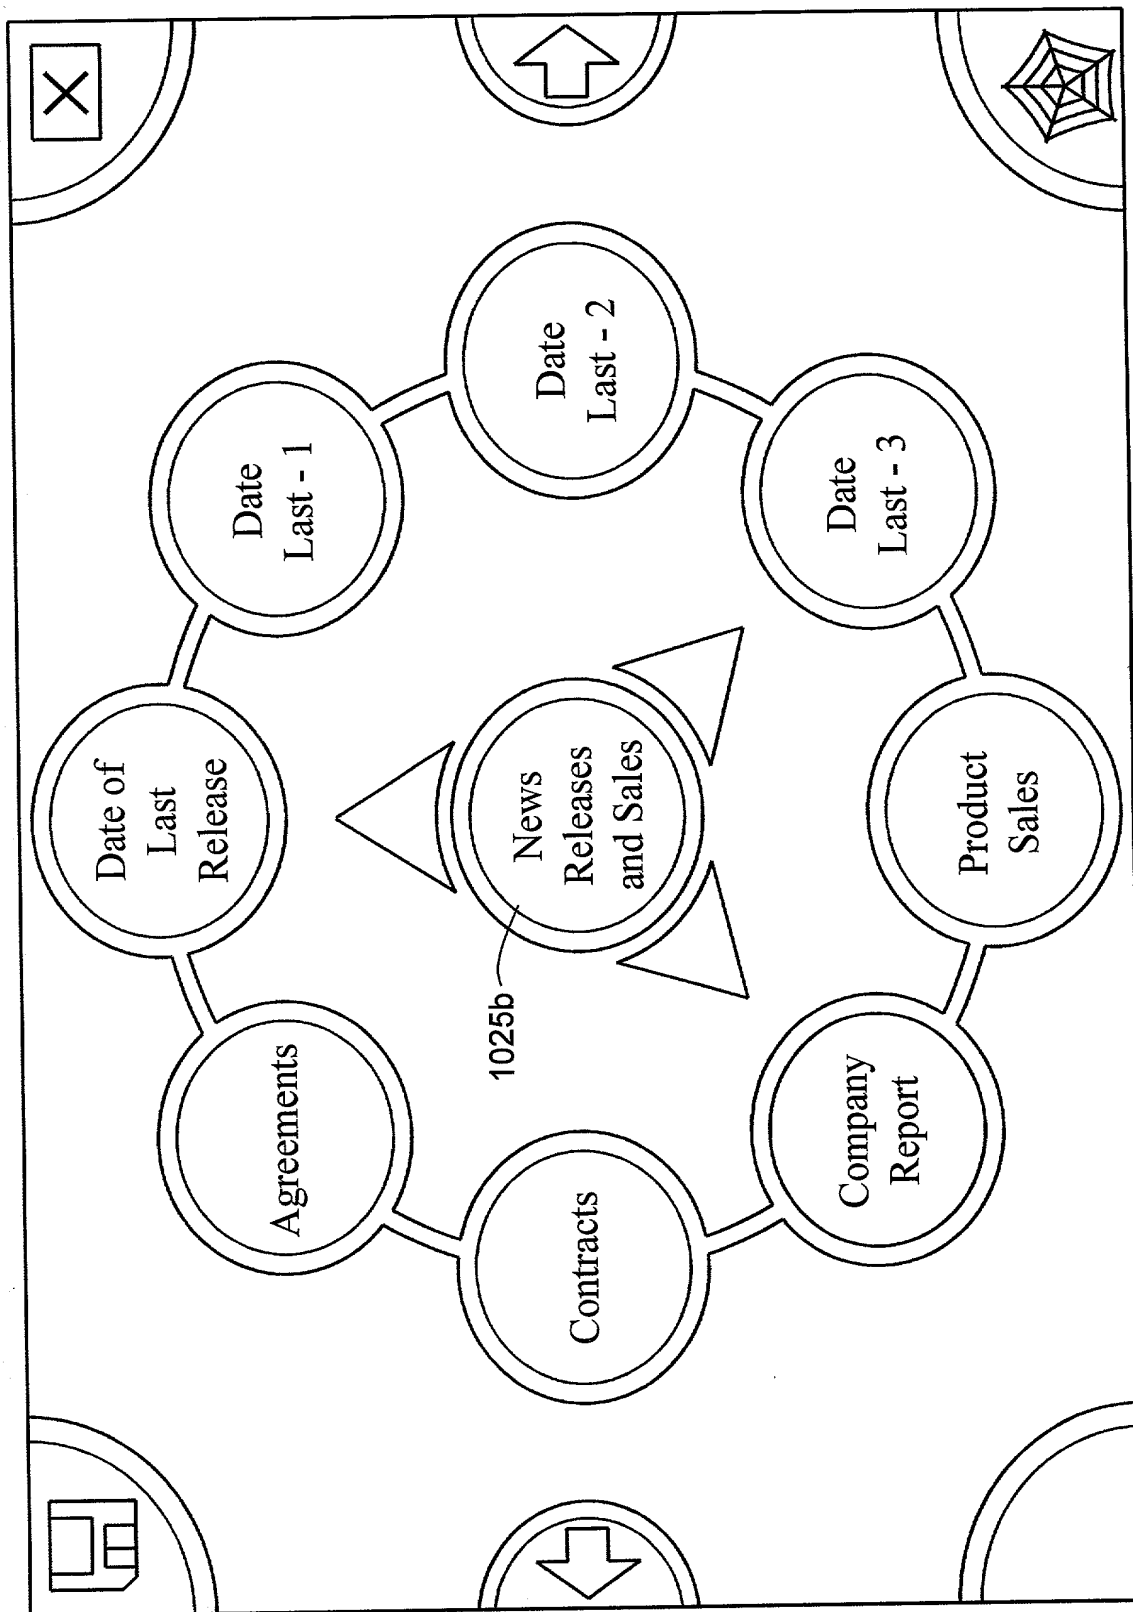 Date of
Last
Release
Date
Last - 1
Date
Last - 2
Date
Last - 3
Product
Sales
Company
Report
Contracts
Agreements
News
Releases
and Sales
1025b